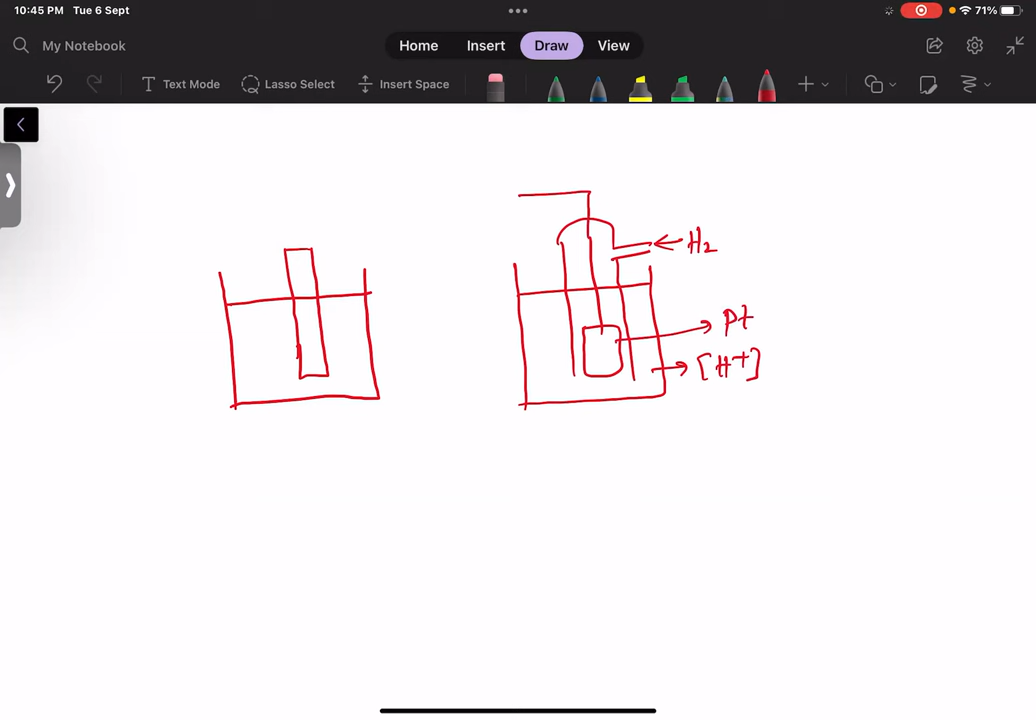 10:45 PM Tue 6 Sept
71%
My Notebook
Home Insert Draw View
Text Mode Lasso Select Insert Space
H2
Pt
[H+]